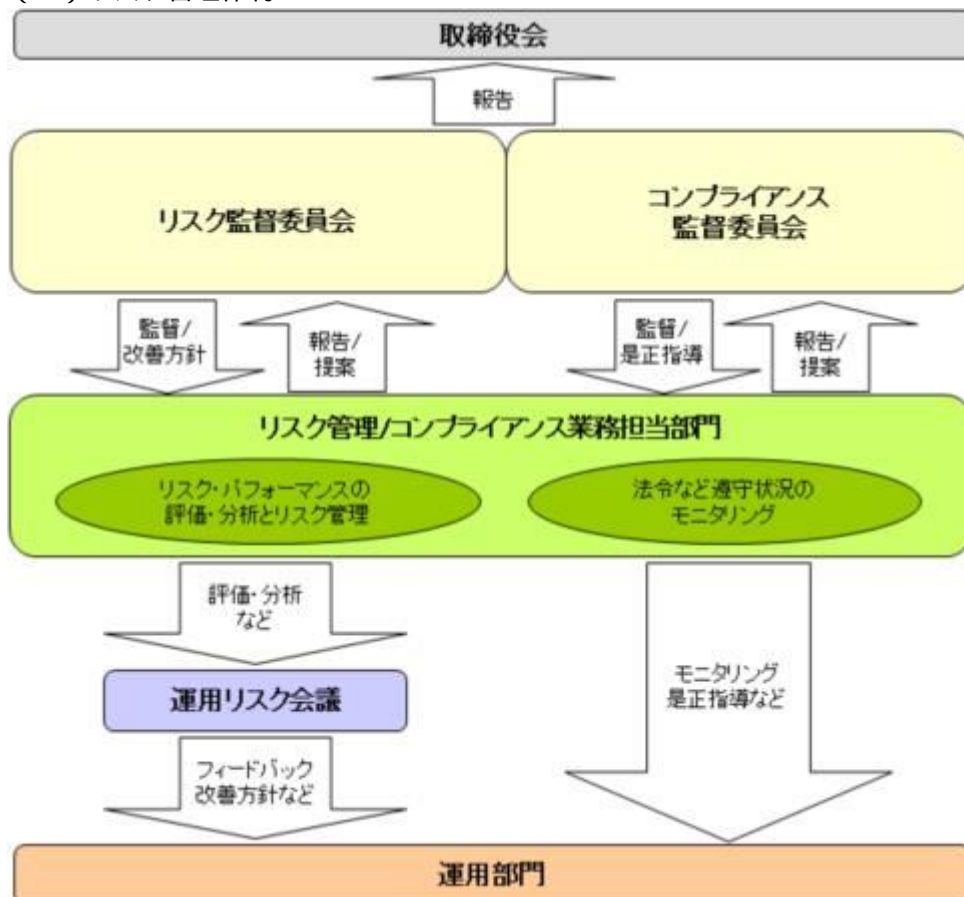 取締役会
報告
リスク監督委員会
コンプライアンス
監督委員会
監督/
改善方針
報告/
提案
監督/
是正指導
報告/
提案
リスク管理/コンプライアンス業務担当部門
リスク・パフォーマンスの
評価・分析とリスク管理
法令など遵守状況の
モニタリング
評価・分析
など
運用リスク会議
モニタリング
是正指導など
フィードバック
改善方針など
運用部門